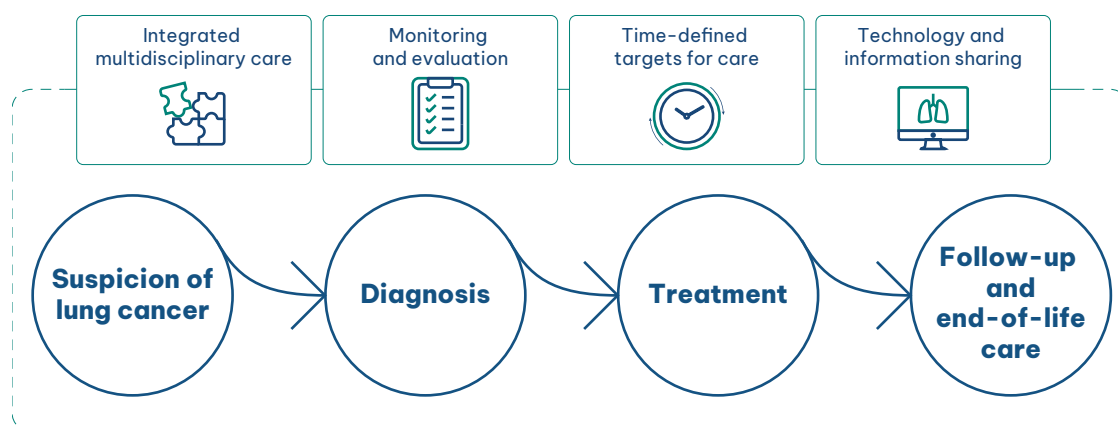 Integrated
multidisciplinary care
Monitoring
and evaluation
Time-defined
targets for care
Technology and
information sharing
Suspicion of
lung cancer
Diagnosis
Treatment
Follow-up
and
end-of-life
care